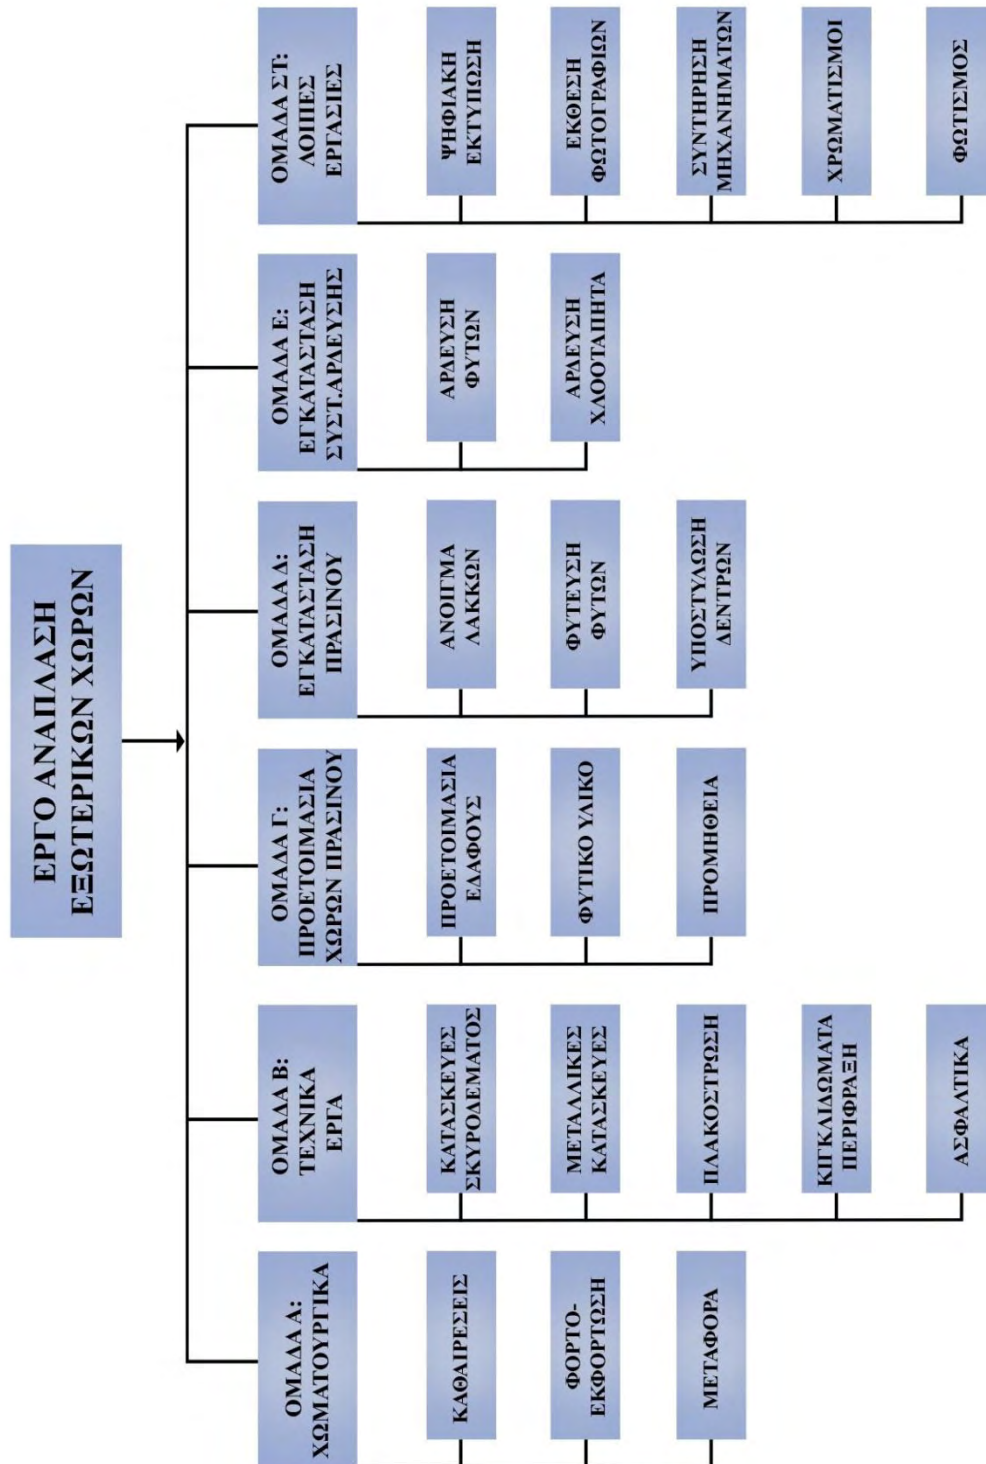 ΕΡΓΟ ΑΝΑΠΛΑΣΗ
ΕΞΩΤΕΡΙΚΩΝ ΧΩΡΩΝ
ΟΜΑΔΑ Α:
ΧΩΜΑΤΟΥΡΓΙΚΑ
ΚΑΘΑΙΡΕΣΕΙΣ
ΦΟΡΤΟ-
ΕΚΦΟΡΤΩΣΗ
ΜΕΤΑΦΟΡΑ
ΟΜΑΔΑ Β:
ΤΕΧΝΙΚΑ
ΕΡΓΑ
ΚΑΤΑΣΚΕΥΕΣ
ΣΚΥΡΟΔΕΜΑΤΟΣ
ΜΕΤΑΛΛΙΚΕΣ
ΚΑΤΑΣΚΕΥΕΣ
ΠΛΑΚΟΣΤΡΩΣΗ
ΚΙΓΚΛΙΔΩΜΑΤΑ
ΠΕΡΙΦΡΑΞΗ
ΑΣΦΑΛΤΙΚΑ
ΟΜΑΔΑ Γ:
ΠΡΟΕΤΟΙΜΑΣΙΑ
ΧΩΡΩΝ ΠΡΑΣΙΝΟΥ
ΠΡΟΕΤΟΙΜΑΣΙΑ
ΕΔΑΦΟΥΣ
ΦΥΤΙΚΟ ΥΛΙΚΟ
ΠΡΟΜΗΘΕΙΑ
ΟΜΑΔΑ Δ:
ΕΓΚΑΤΑΣΤΑΣΗ
ΠΡΑΣΙΝΟΥ
ΑΝΟΙΓΜΑ
ΛΑΚΚΩΝ
ΦΥΤΕΥΣΗ
ΦΥΤΩΝ
ΥΠΟΣΤΥΛΩΣΗ
ΔΕΝΤΡΩΝ
ΟΜΑΔΑ Ε:
ΕΓΚΑΤΑΣΤΑΣΗ
ΣΥΣΤ.ΑΡΔΕΥΣΗΣ
ΑΡΔΕΥΣΗ
ΦΥΤΩΝ
ΑΡΔΕΥΣΗ
ΧΛΟΟΤΑΠΗΤΑ
ΟΜΑΔΑ ΣΤ:
ΛΟΙΠΕΣ
ΕΡΓΑΣΙΕΣ
ΨΗΦΙΑΚΗ
ΕΚΤΥΠΩΣΗ
ΕΚΘΕΣΗ
ΦΩΤΟΓΡΑΦΙΩΝ
ΣΥΝΤΗΡΗΣΗ
ΜΗΧΑΝΗΜΑΤΩΝ
ΧΡΩΜΑΤΙΣΜΟΙ
ΦΩΤΙΣΜΟΣ